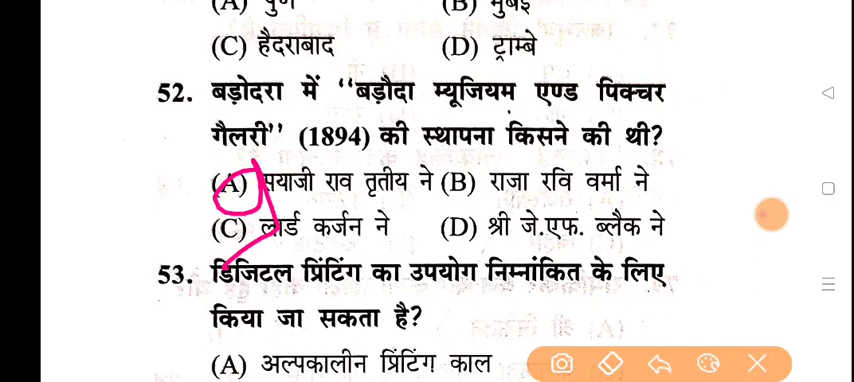 (A) पुणे (B) मुंबई
(C) हैदराबाद (D) ट्राम्बे
52. बड़ोदरा में ‘‘बड़ौदा म्यूजियम एण्ड पिक्चर
गैलरी’’ (1894) की स्थापना किसने की थी?
(A) सयाजी राव तृतीय ने (B) राजा रवि वर्मा ने
(C) लार्ड कर्जन ने (D) श्री जे.एफ. ब्लैक ने
53. डिजिटल प्रिंटिंग का उपयोग निम्नांकित के लिए
किया जा सकता है?
(A) अल्पकालीन प्रिंटिंग काल